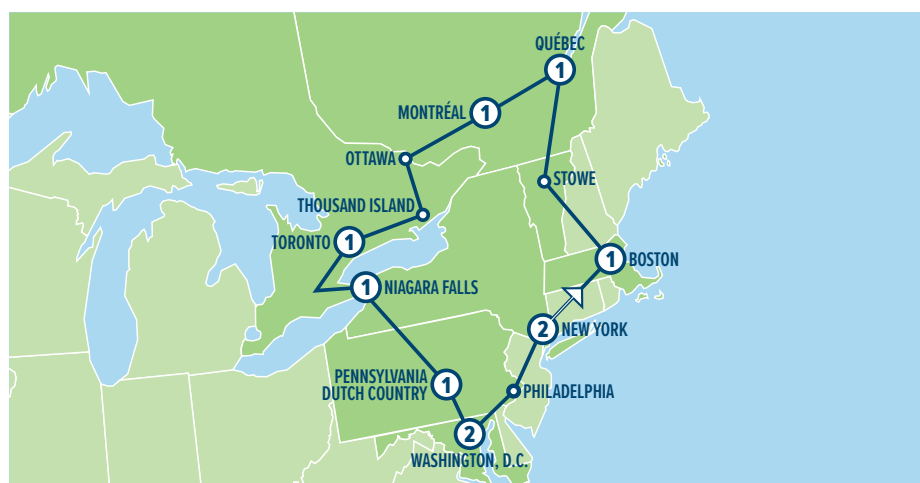 QUÉBEC
1
MONTRÉAL 1
OTTAWA
STOWE
THOUSAND ISLAND
TORONTO 1
1 BOSTON
1 NIAGARA FALLS
2 NEW YORK
PENNSYLVANIA
DUTCH COUNTRY 1
PHILADELPHIA
2
WASHINGTON, D.C.